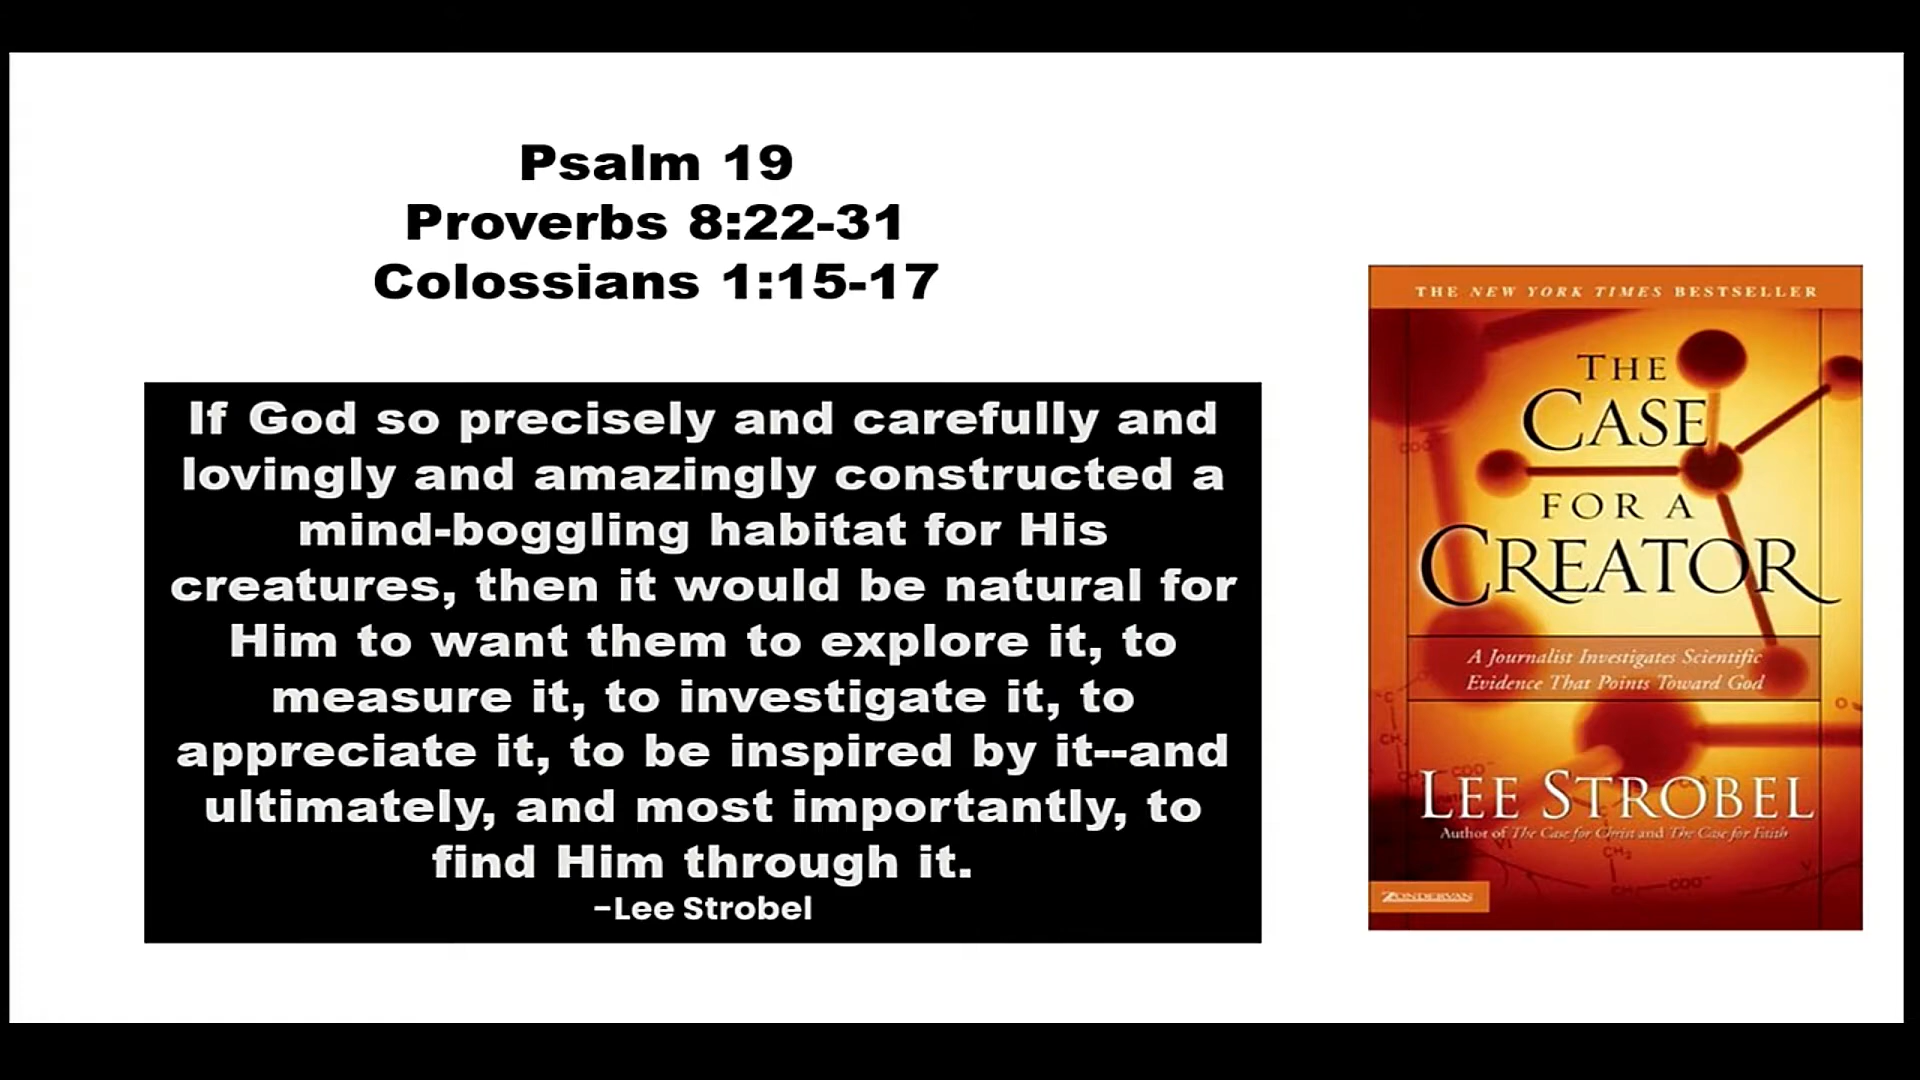 Psalm 19
Proverbs 8:22-31
Colossians 1:15-17
If God so precisely and carefully and
lovingly and amazingly constructed a
mind-boggling habitat for His
creatures, then it would be natural for
Him to want them to explore it, to
measure it, to investigate it, to
appreciate it, to be inspired by it--and
ultimately, and most importantly, to
find Him through it.
-Lee Strobel
THE NEW YORK TIMES BESTSELLER
THE
CASE
FOR A
CREATOR
A Journalist Investigates Scientific
Evidence That Points Toward God
LEE STROBEL
Author of The Case for Christ and The Case for Faith
ZONDERVAN